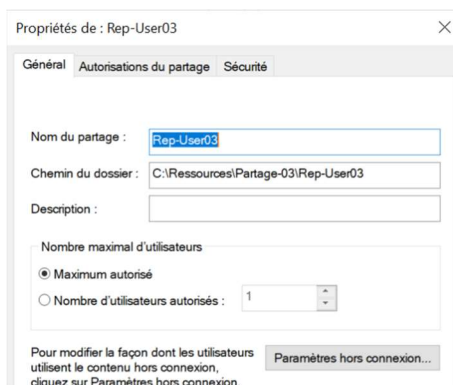 Propriétés de : Rep-User03
Général Autorisations du partage Sécurité
Nom du partage : Rep-User03
Chemin du dossier : C:\Ressources\Partage-03\Rep-User03
Description :
Nombre maximal d'utilisateurs
Maximum autorisé
Nombre d'utilisateurs autorisés : 1
Pour modifier la façon dont les utilisateurs
utilisent le contenu hors connexion,
cliquez sur Paramètres hors connexion
Paramètres hors connexion...